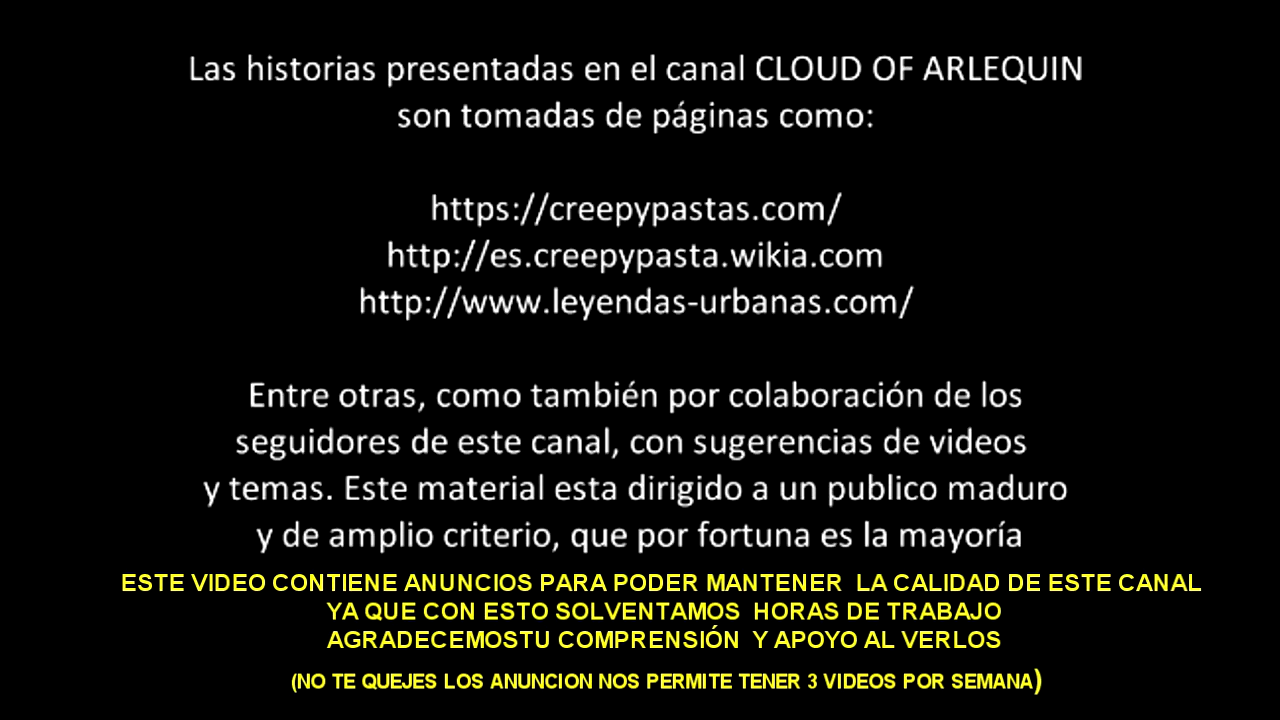 Las historias presentadas en el canal CLOUD OF ARLEQUIN
son tomadas de páginas como:
https://creepypastas.com/
http://es.creepypasta.wikia.com
http://www.leyendas-urbanas.com/
Entre otras, como también por colaboración de los
seguidores de este canal, con sugerencias de videos
y temas. Este material esta dirigido a un publico maduro
y de amplio criterio, que por fortuna es la mayoría
ESTE VIDEO CONTIENE ANUNCIOS PARA PODER MANTENER LA CALIDAD DE ESTE CANAL
YA QUE CON ESTO SOLVENTAMOS HORAS DE TRABAJO
AGRADECEMOSTU COMPRENSIÓN Y APOYO AL VERLOS
(NO TE QUEJES LOS ANUNCION NOS PERMITE TENER 3 VIDEOS POR SEMANA)